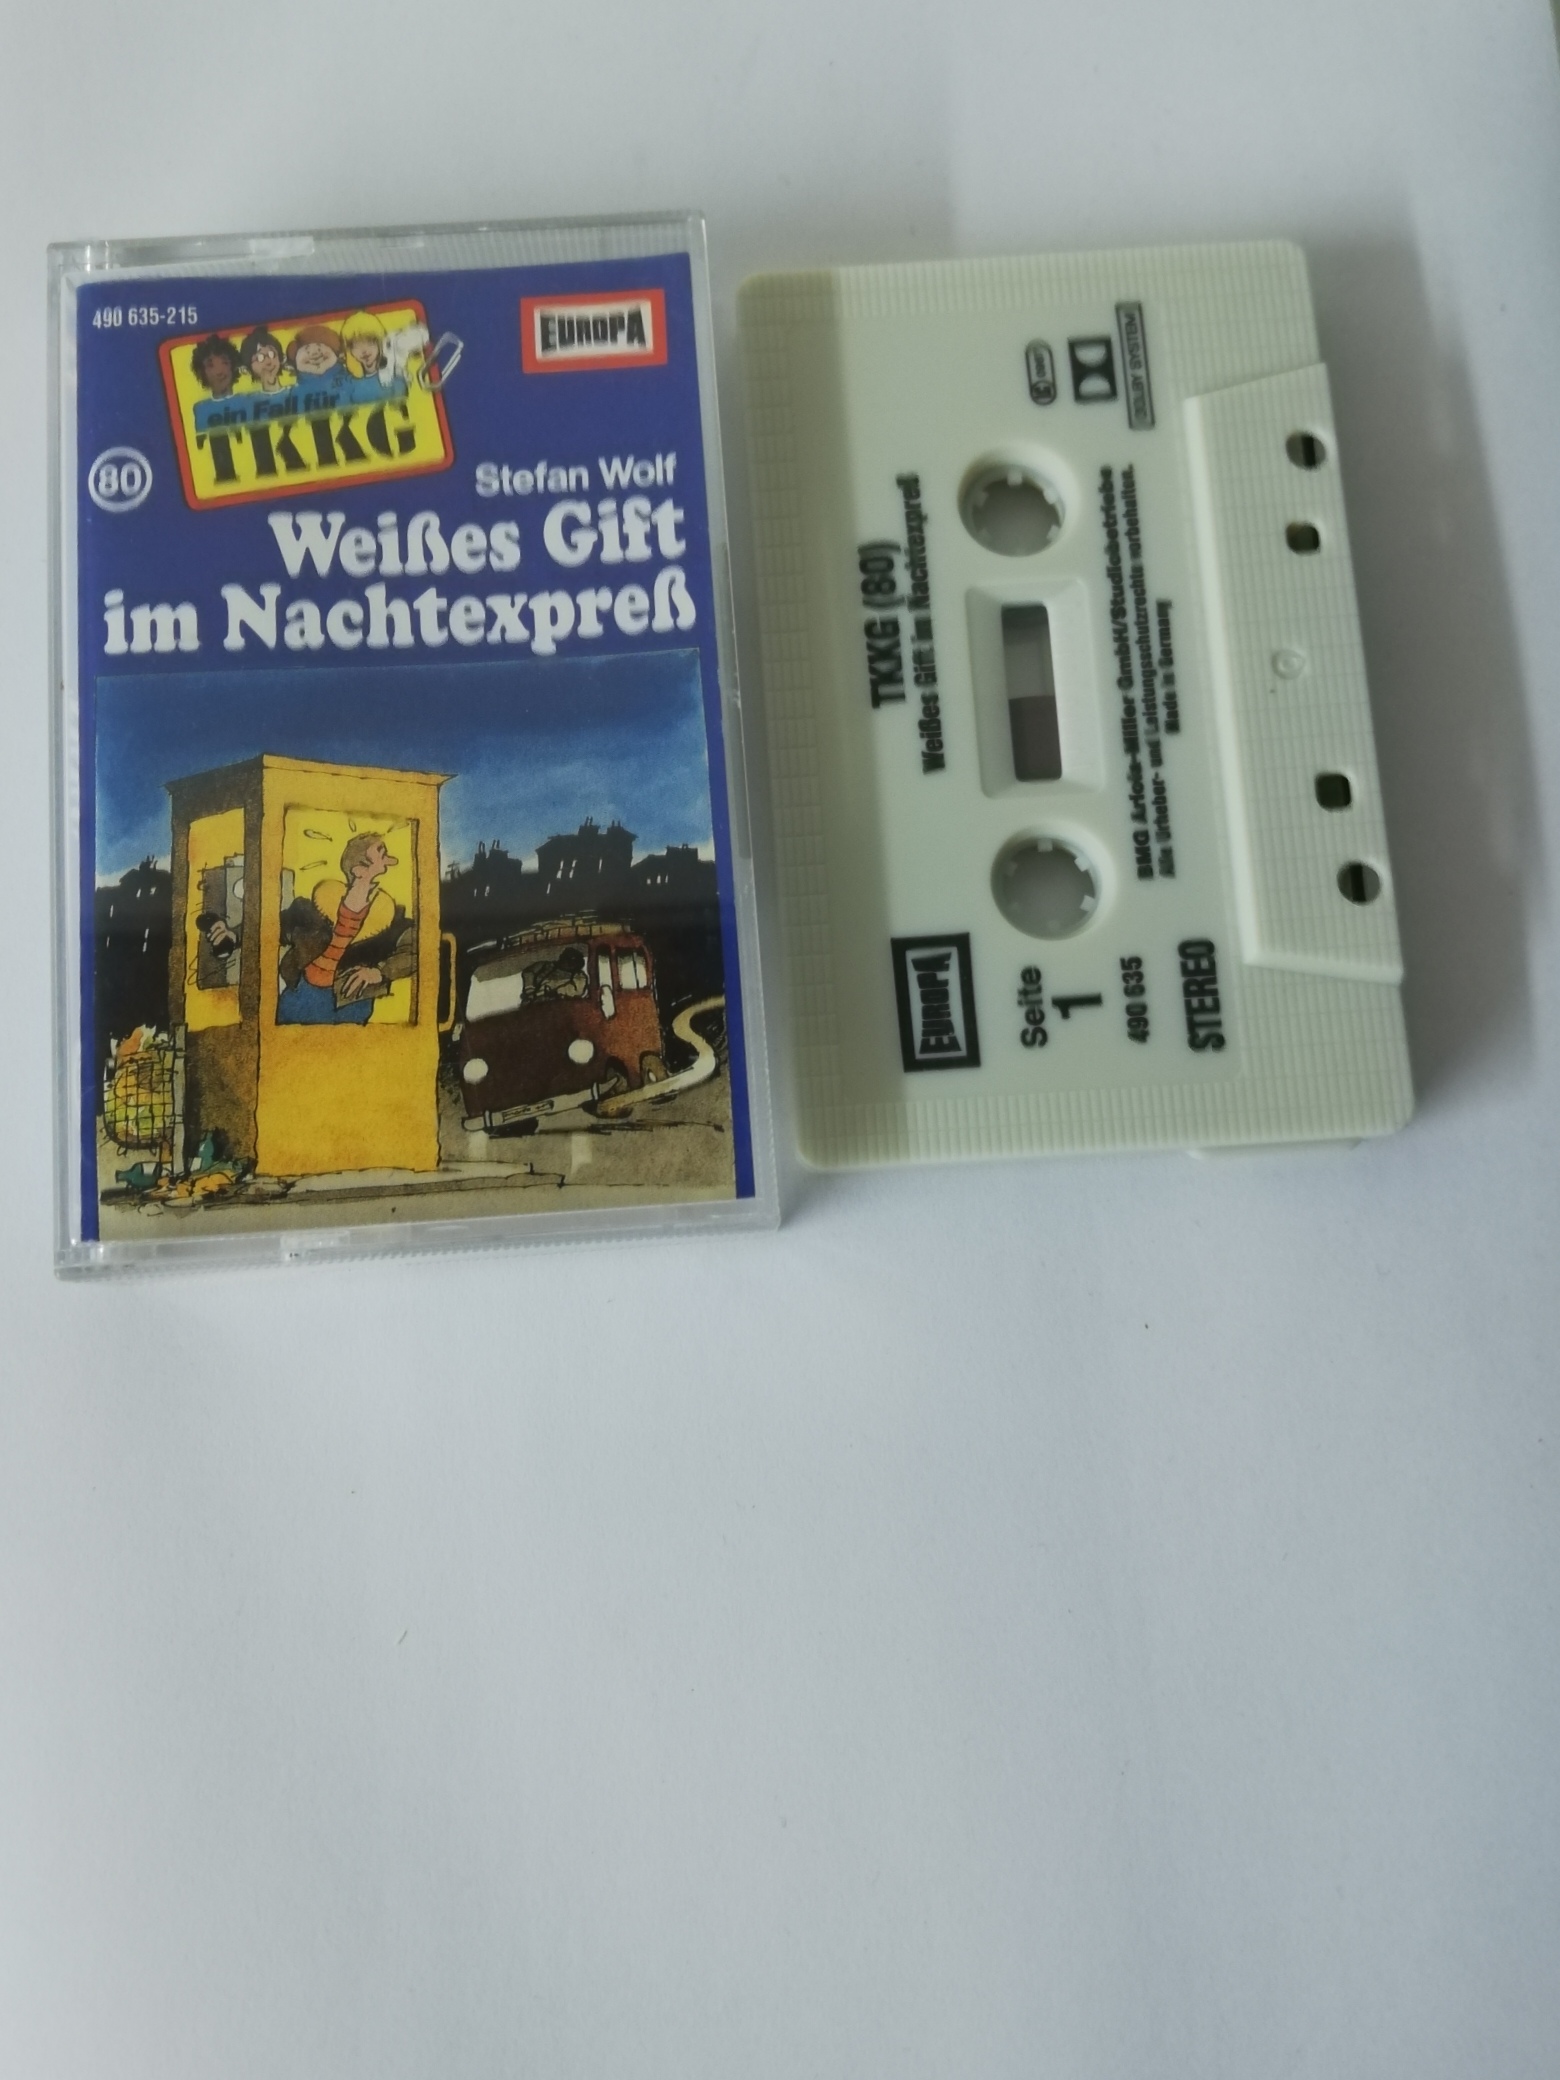 490 635-215
ein Fall für
TKKG
EUROPA
80
Stefan Wolf
Weißes Gift
im Nachtexpreß
TKKG (80)
Weißes Gift im Nachtexpreß
DOLBY SYSTEM
BMG Ariola-Miller GmbH/Studiobetriebe
Alle Urheber- und Leistungsschutzrechte vorbehalten.
Made in Germany
EUROPA
Seite
1
490 635
STEREO